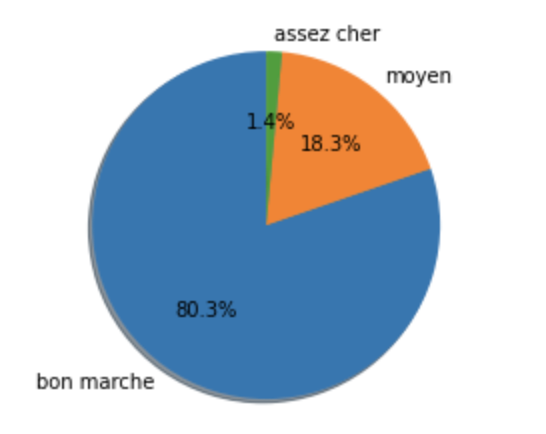 assez cher
moyen
1.4%
18.3%
80.3%
bon marche